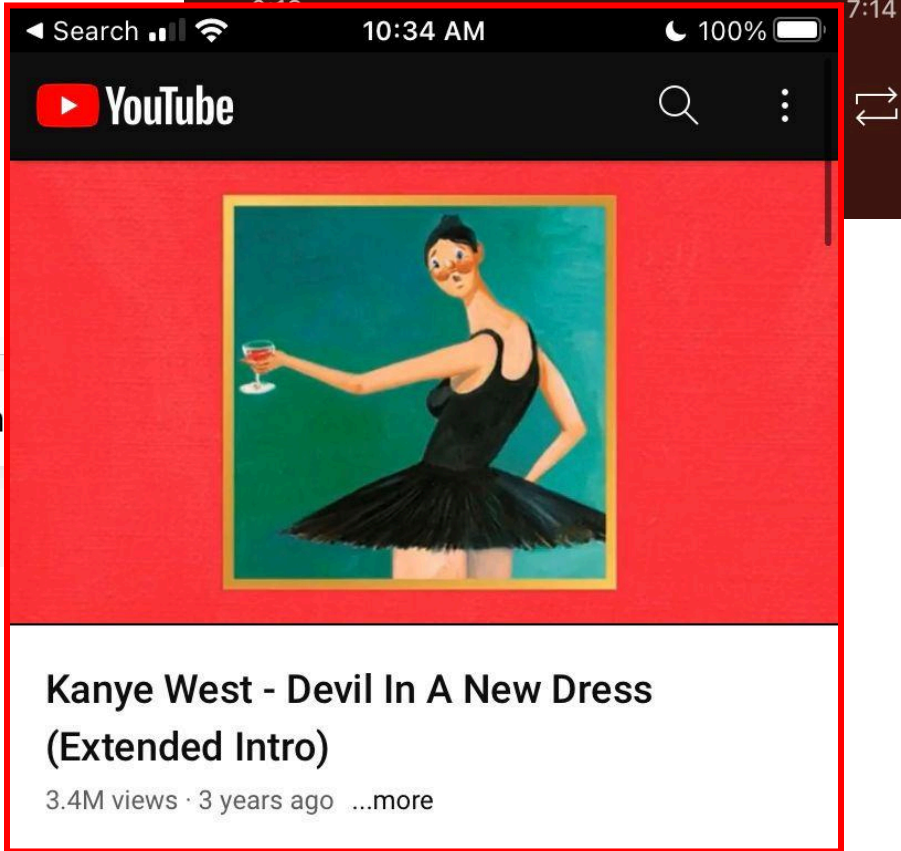 Search 10:34 AM 100%
7:14
YouTube
Kanye West - Devil In A New Dress
(Extended Intro)
3.4M views · 3 years ago ...more